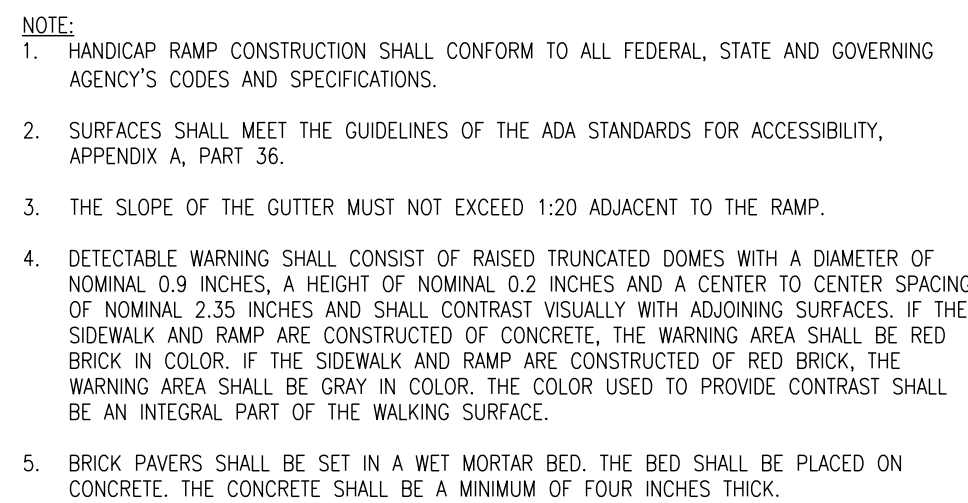 NOTE:
1. HANDICAP RAMP CONSTRUCTION SHALL CONFORM TO ALL FEDERAL, STATE AND GOVERNING
AGENCY'S CODES AND SPECIFICATIONS.
2. SURFACES SHALL MEET THE GUIDELINES OF THE ADA STANDARDS FOR ACCESSIBILITY,
APPENDIX A, PART 36.
3. THE SLOPE OF THE GUTTER MUST NOT EXCEED 1:20 ADJACENT TO THE RAMP.
4. DETECTABLE WARNING SHALL CONSIST OF RAISED TRUNCATED DOMES WITH A DIAMETER OF
NOMINAL 0.9 INCHES, A HEIGHT OF NOMINAL 0.2 INCHES AND A CENTER TO CENTER SPACING
OF NOMINAL 2.35 INCHES AND SHALL CONTRAST VISUALLY WITH ADJOINING SURFACES. IF THE
SIDEWALK AND RAMP ARE CONSTRUCTED OF CONCRETE, THE WARNING AREA SHALL BE RED
BRICK IN COLOR. IF THE SIDEWALK AND RAMP ARE CONSTRUCTED OF RED BRICK, THE
WARNING AREA SHALL BE GRAY IN COLOR. THE COLOR USED TO PROVIDE CONTRAST SHALL
BE AN INTEGRAL PART OF THE WALKING SURFACE.
5. BRICK PAVERS SHALL BE SET IN A WET MORTAR BED. THE BED SHALL BE PLACED ON
CONCRETE. THE CONCRETE SHALL BE A MINIMUM OF FOUR INCHES THICK.